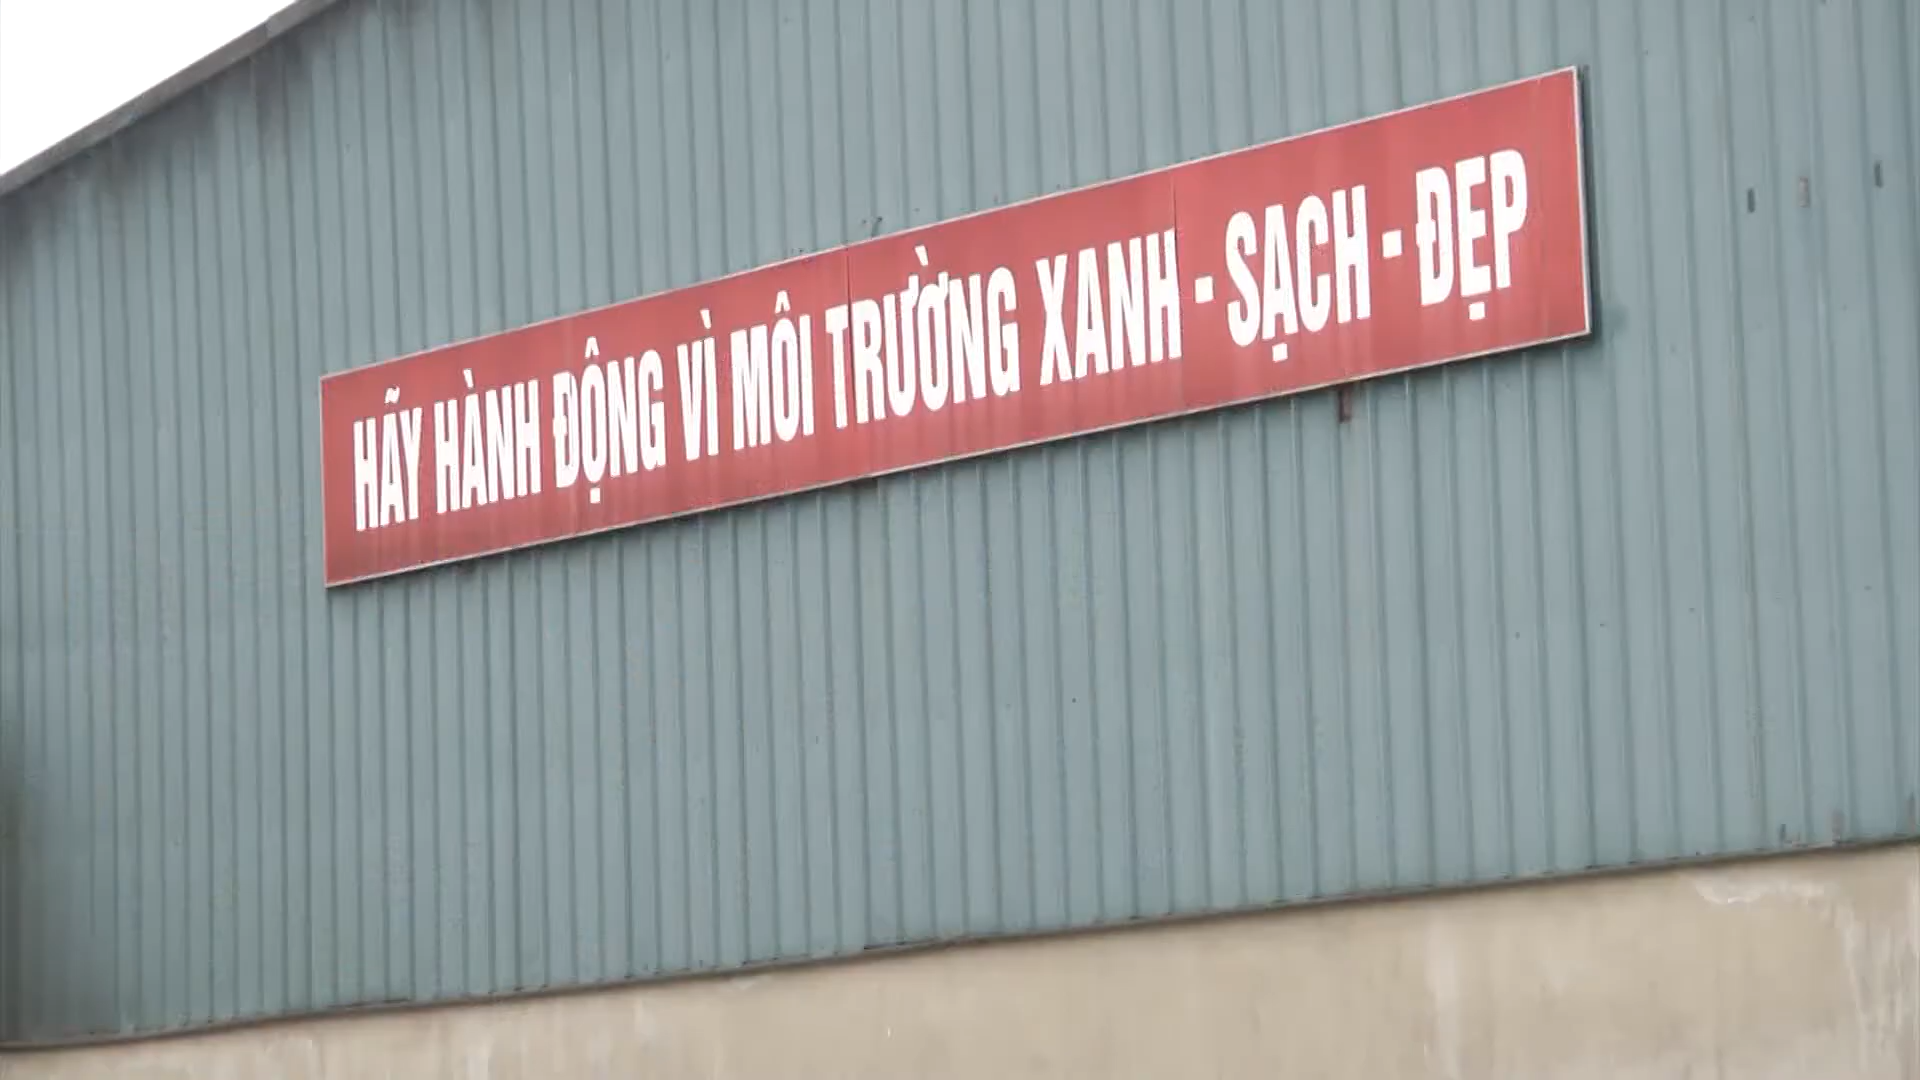 HÃY HÀNH ĐỘNG VÌ MÔI TRƯỜNG XANH - SẠCH - ĐẸP